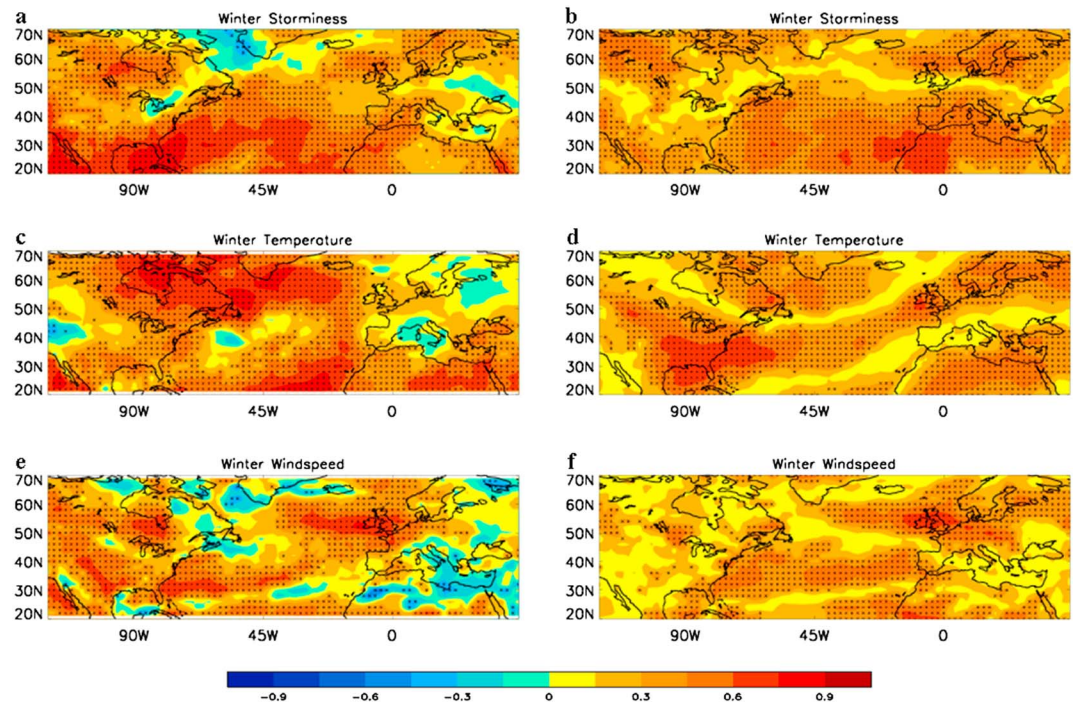 a
Winter Storminess
70N
60N
50N
40N
30N
20N
90W 45W 0
b
Winter Storminess
70N
60N
50N
40N
30N
20N
90W 45W 0
c
Winter Temperature
70N
60N
50N
40N
30N
20N
90W 45W 0
d
Winter Temperature
70N
60N
50N
40N
30N
20N
90W 45W 0
e
Winter Windspeed
70N
60N
50N
40N
30N
20N
90W 45W 0
f
Winter Windspeed
70N
60N
50N
40N
30N
20N
90W 45W 0
-0.9 -0.6 -0.3 0 0.3 0.6 0.9